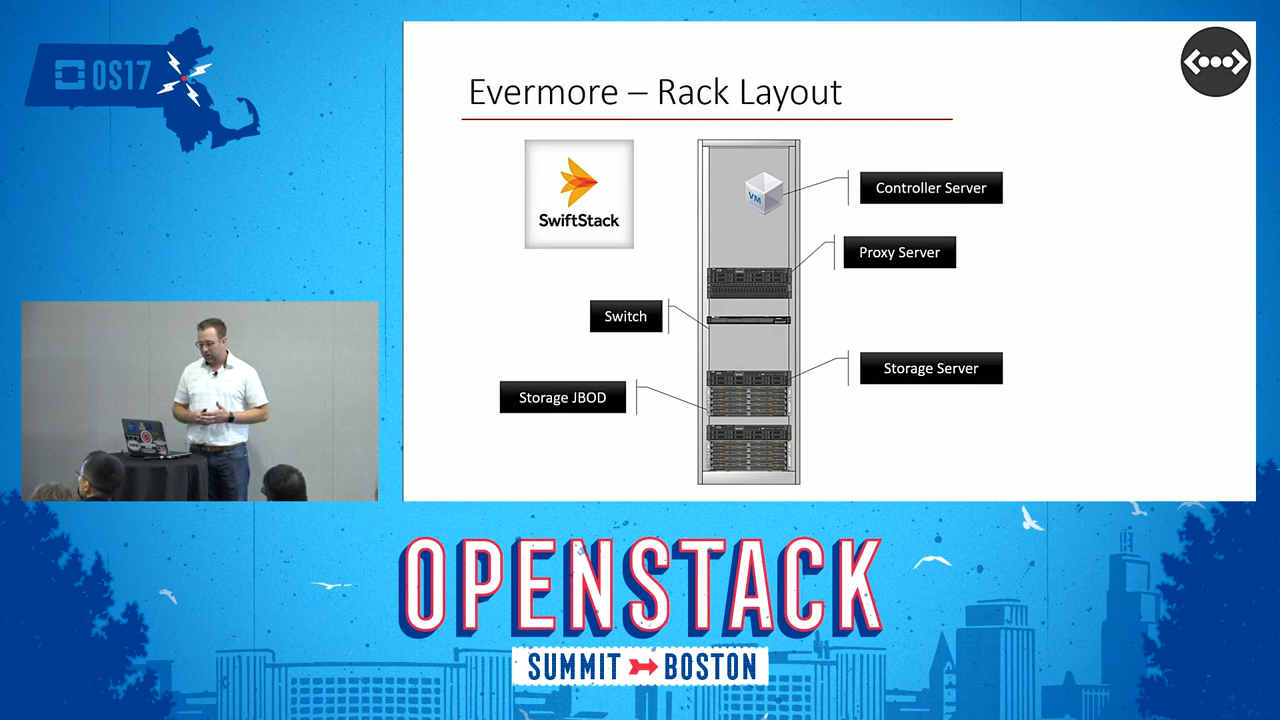 OS17
Evermore – Rack Layout
SwiftStack
VM
Controller Server
Proxy Server
Switch
Storage Server
Storage JBOD
OPENSTACK
SUMMIT BOSTON